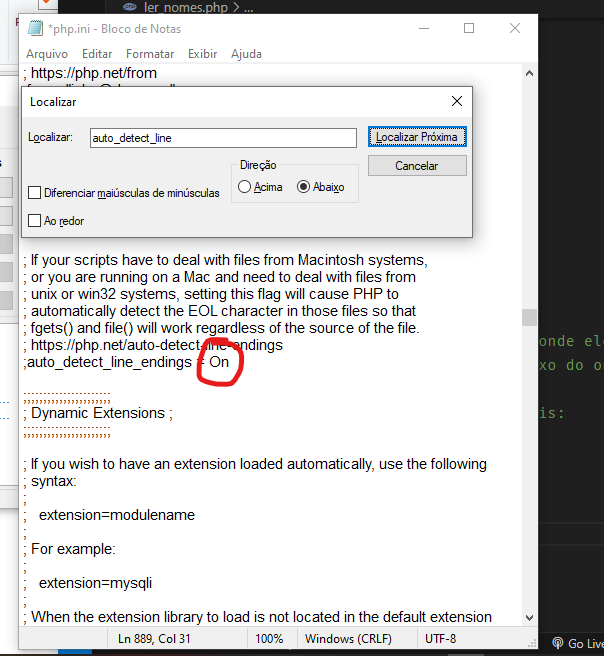 ler_nomes.php > ...
*php.ini - Bloco de Notas
Arquivo Editar Formatar Exibir Ajuda
; https://php.net/from
Localizar
Localizar: auto_detect_line
Localizar Próxima
Cancelar
Direção
Acima Abaixo
Diferenciar maiúsculas de minúsculas
Ao redor
; If your scripts have to deal with files from Macintosh systems,
; or you are running on a Mac and need to deal with files from
; unix or win32 systems, setting this flag will cause PHP to
; automatically detect the EOL character in those files so that
; fgets() and file() will work regardless of the source of the file.
; https://php.net/auto-detect-line-endings
;auto_detect_line_endings = On
;;;;;;;;;;;;;;;;;;;;;;
; Dynamic Extensions ;
;;;;;;;;;;;;;;;;;;;;;;
; If you wish to have an extension loaded automatically, use the following
; syntax:
;
;   extension=modulename
;
; For example:
;
;   extension=mysqli
;
; When the extension library to load is not located in the default extension
Ln 889, Col 31 100% Windows (CRLF) UTF-8
onde el
xo do o
is:
Go Live